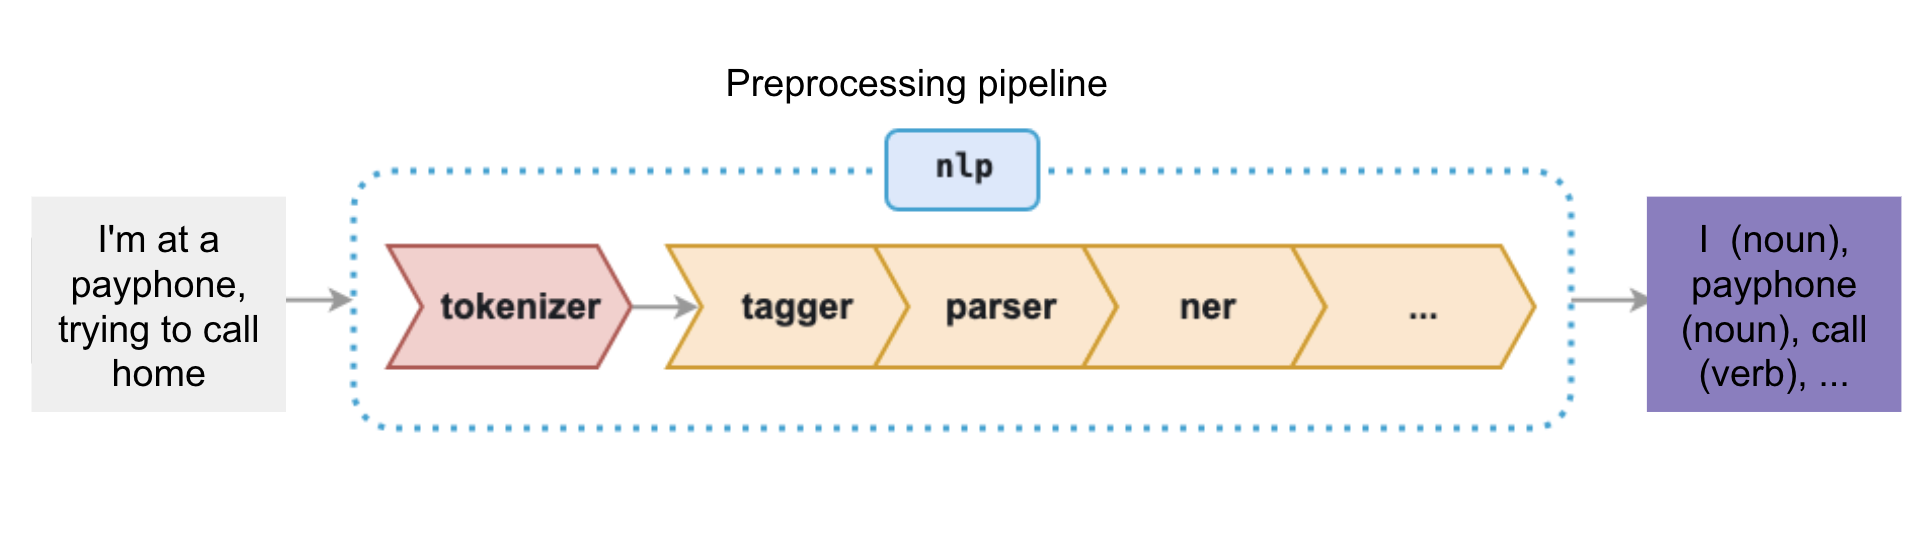 Preprocessing pipeline
nlp
I'm at a
payphone,
trying to call
home
tokenizer
tagger
parser
ner
...
I (noun),
payphone
(noun), call
(verb), ...